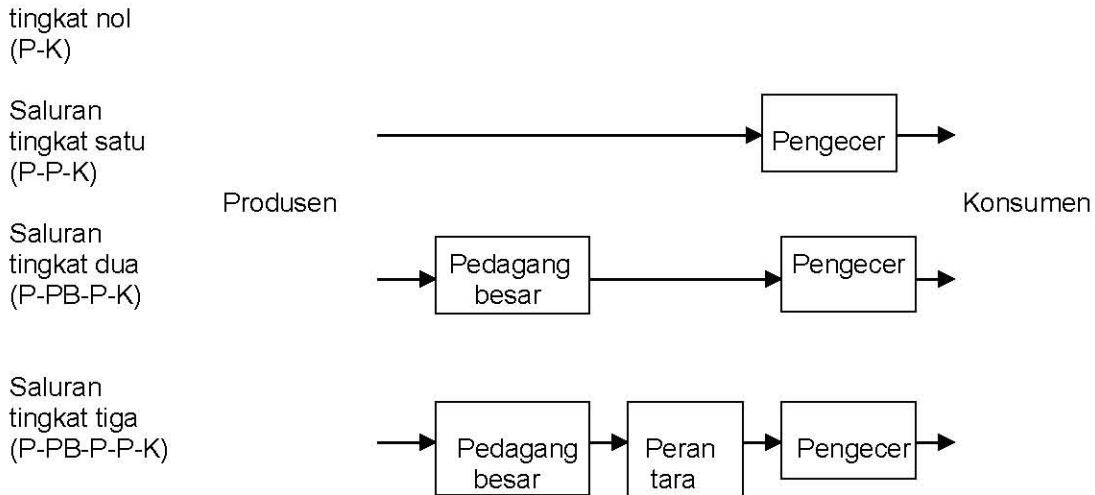 tingkat nol
(P-K)
Saluran
tingkat satu
(P-P-K)
Pengecer
Produsen
Konsumen
Saluran
tingkat dua
(P-PB-P-K)
Pedagang
besar
Pengecer
Saluran
tingkat tiga
(P-PB-P-P-K)
Pedagang
besar
Peran
tara
Pengecer